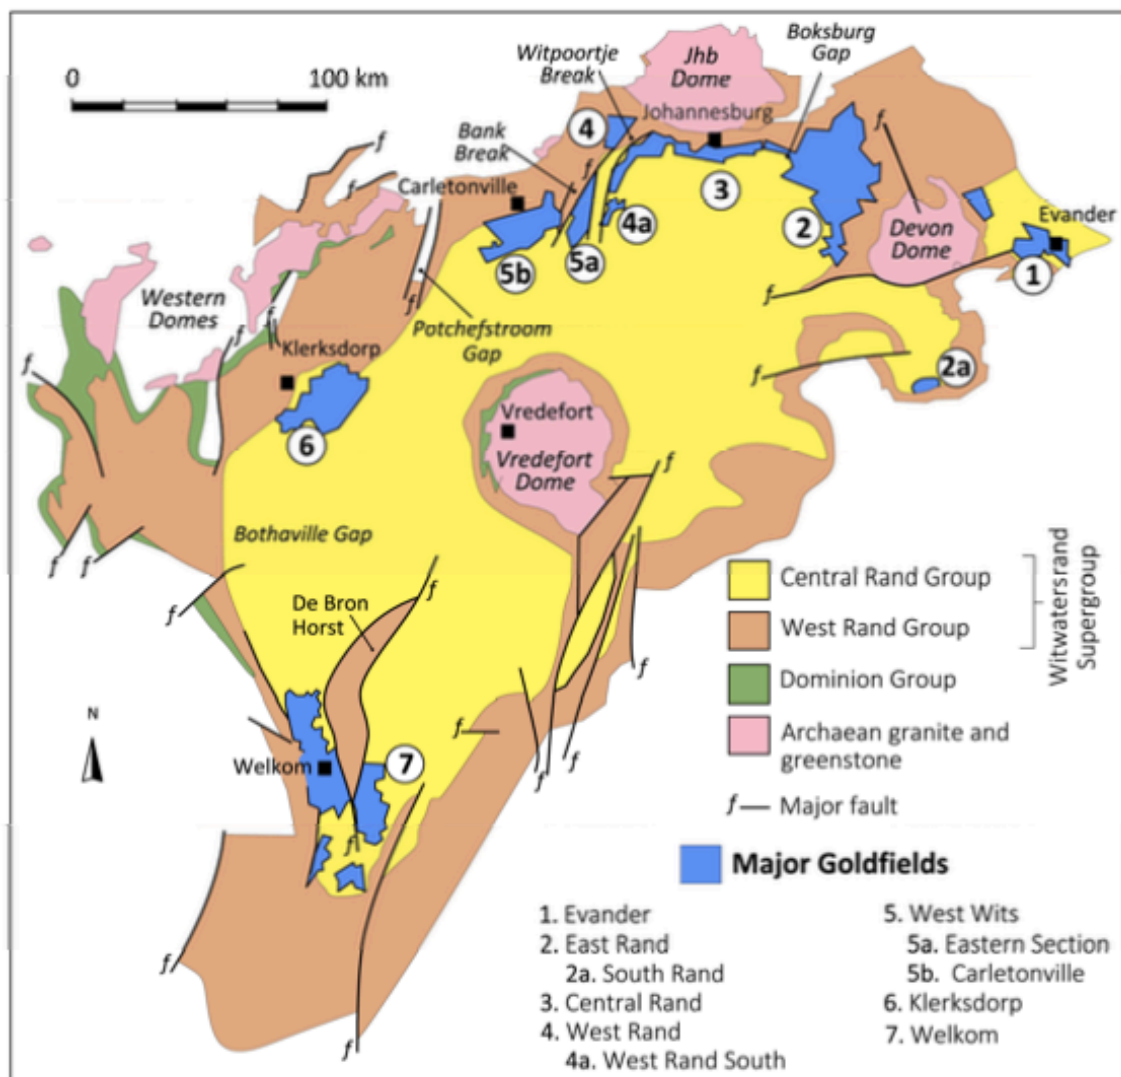 0 100 km
Witpoortje
Break
Jhb
Dome
Boksburg
Gap
Johannesburg
4
Bank
Break
f
f
f
f
f
Carletonville
3
4a
2
Devon
Dome
Evander
1
5b
5a
Western
Domes
f
f
f
f
f
Potchefstroom
Gap
Klerksdorp
f
2a
f
Vredefort
Vredefort
Dome
6
f
Bothaville Gap
f
f
f
f
De Bron
Horst
Central Rand Group
West Rand Group
Witwatersrand
Supergroup
Dominion Group
Archaean granite and
greenstone
f Major fault
f
f
f
f
N
Welkom
7
f
f
f
Major Goldfields
1. Evander
2. East Rand
2a. South Rand
3. Central Rand
4. West Rand
4a. West Rand South
5. West Wits
5a. Eastern Section
5b. Carletonville
6. Klerksdorp
7. Welkom